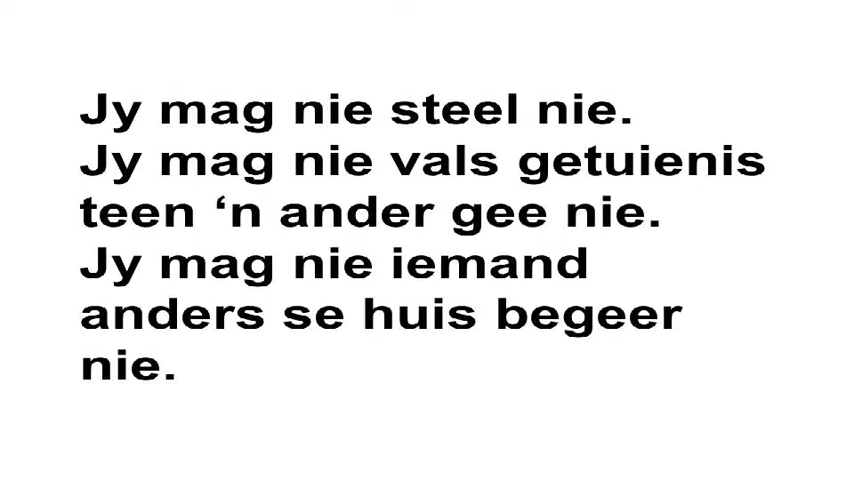 Jy mag nie steel nie.
Jy mag nie vals getuienis
teen ‘n ander gee nie.
Jy mag nie iemand
anders se huis begeer
nie.